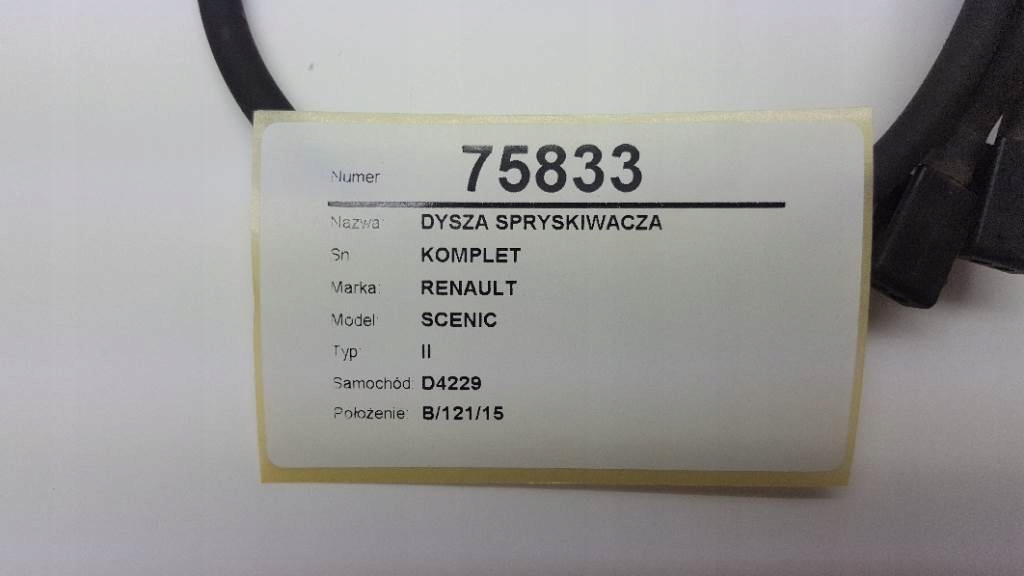 Numer 75833
Nazwa: DYSZA SPRYSKIWACZA
Sn KOMPLET
Marka: RENAULT
Model: SCENIC
Typ: II
Samochód: D4229
Położenie: B/121/15